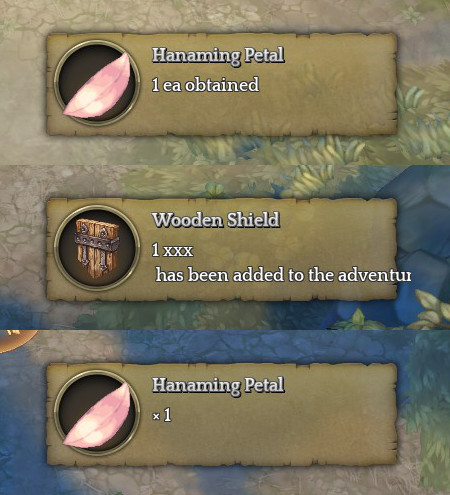 Hanaming Petal
1 ea obtained
Wooden Shield
1 xxx
has been added to the adventur
Hanaming Petal
× 1